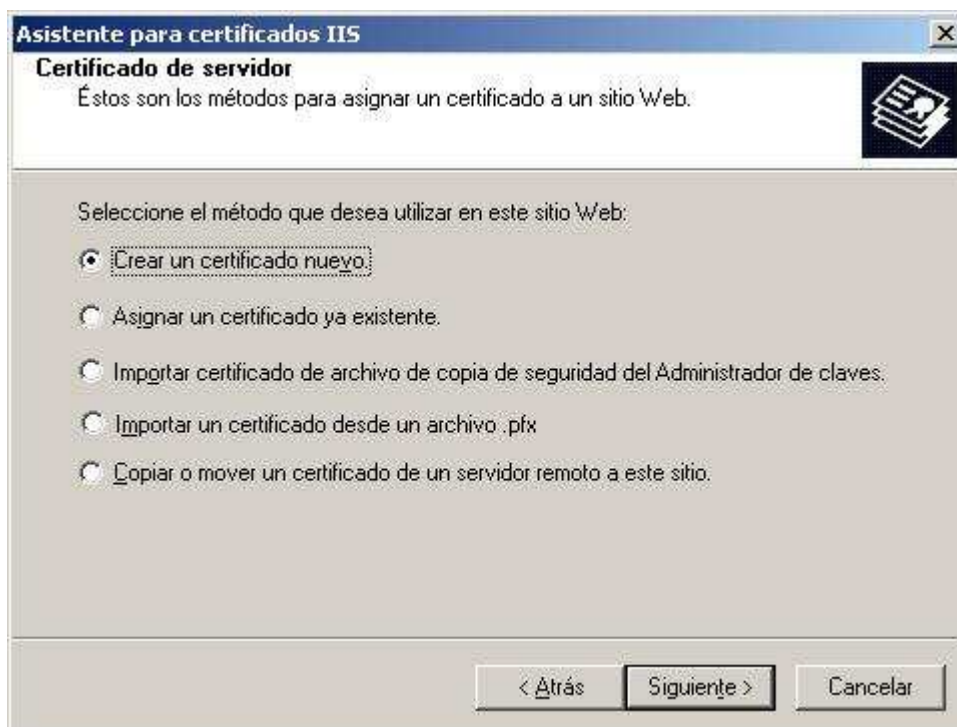 Asistente para certificados IIS
Certificado de servidor
Éstos son los métodos para asignar un certificado a un sitio Web.
Seleccione el método que desea utilizar en este sitio Web:
Crear un certificado nuevo.
Asignar un certificado ya existente.
Importar certificado de archivo de copia de seguridad del Administrador de claves.
Importar un certificado desde un archivo .pfx
Copiar o mover un certificado de un servidor remoto a este sitio.
< Atrás Siguiente > Cancelar